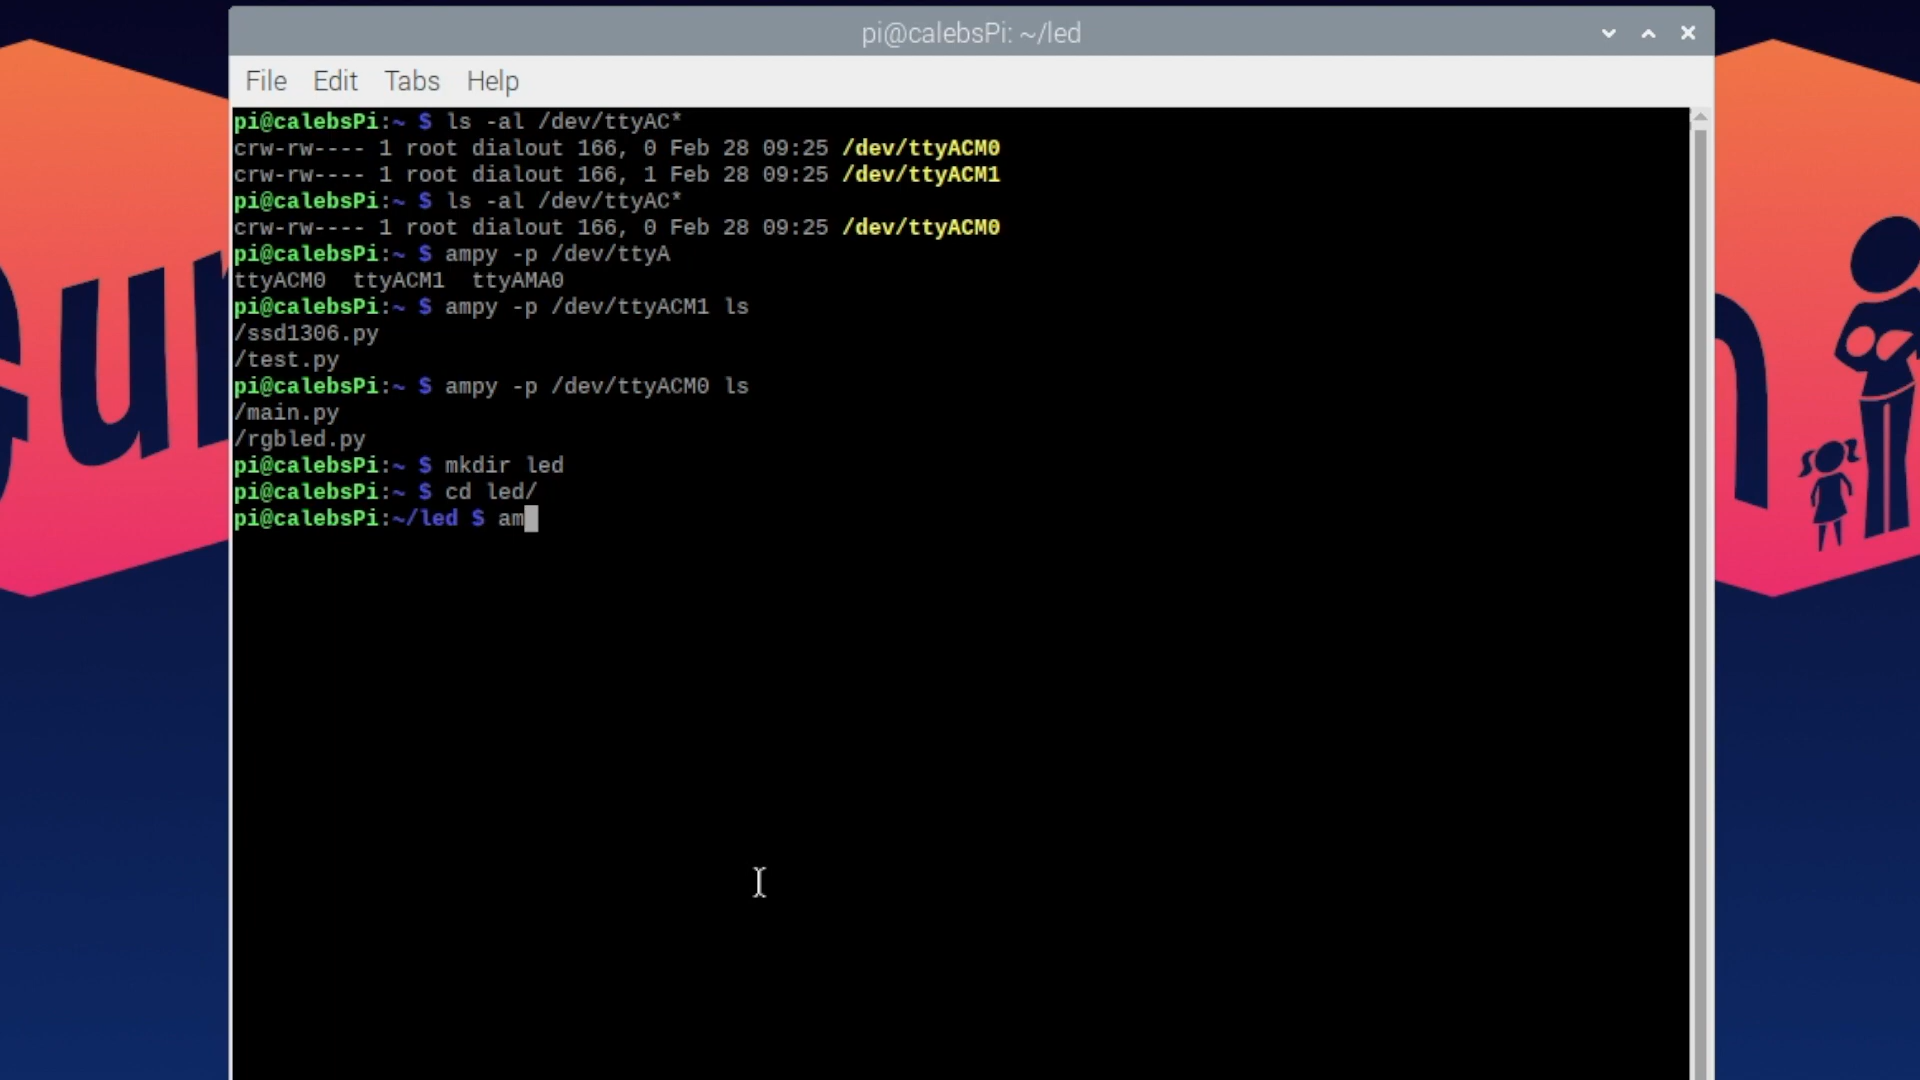 pi@calebsPi: ~/led
File Edit Tabs Help
pi@calebsPi:~ $ ls -al /dev/ttyAC*
crw-rw---- 1 root dialout 166, 0 Feb 28 09:25 /dev/ttyACM0
crw-rw---- 1 root dialout 166, 1 Feb 28 09:25 /dev/ttyACM1
pi@calebsPi:~ $ ls -al /dev/ttyAC*
crw-rw---- 1 root dialout 166, 0 Feb 28 09:25 /dev/ttyACM0
pi@calebsPi:~ $ ampy -p /dev/ttyA
ttyACM0  ttyACM1  ttyAMA0
pi@calebsPi:~ $ ampy -p /dev/ttyACM1 ls
/ssd1306.py
/test.py
pi@calebsPi:~ $ ampy -p /dev/ttyACM0 ls
/main.py
/rgbled.py
pi@calebsPi:~ $ mkdir led
pi@calebsPi:~ $ cd led/
pi@calebsPi:~/led $ am